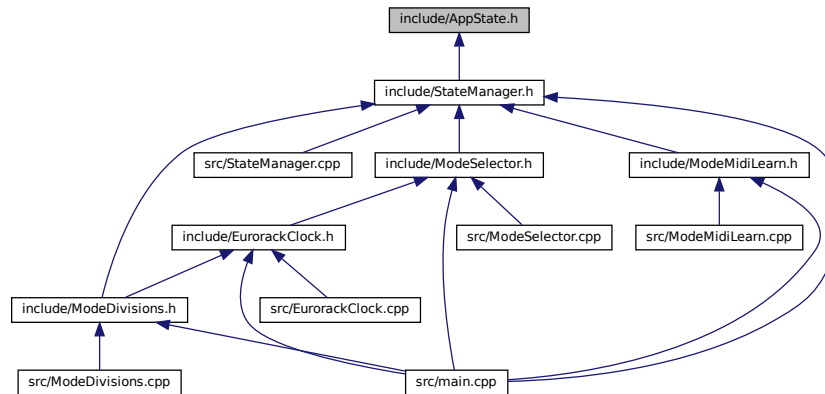 include/AppState.h
include/StateManager.h
src/StateManager.cpp
include/ModeSelector.h
include/ModeMidiLearn.h
include/EurorackClock.h
src/ModeSelector.cpp
src/ModeMidiLearn.cpp
include/ModeDivisions.h
src/EurorackClock.cpp
src/ModeDivisions.cpp
src/main.cpp